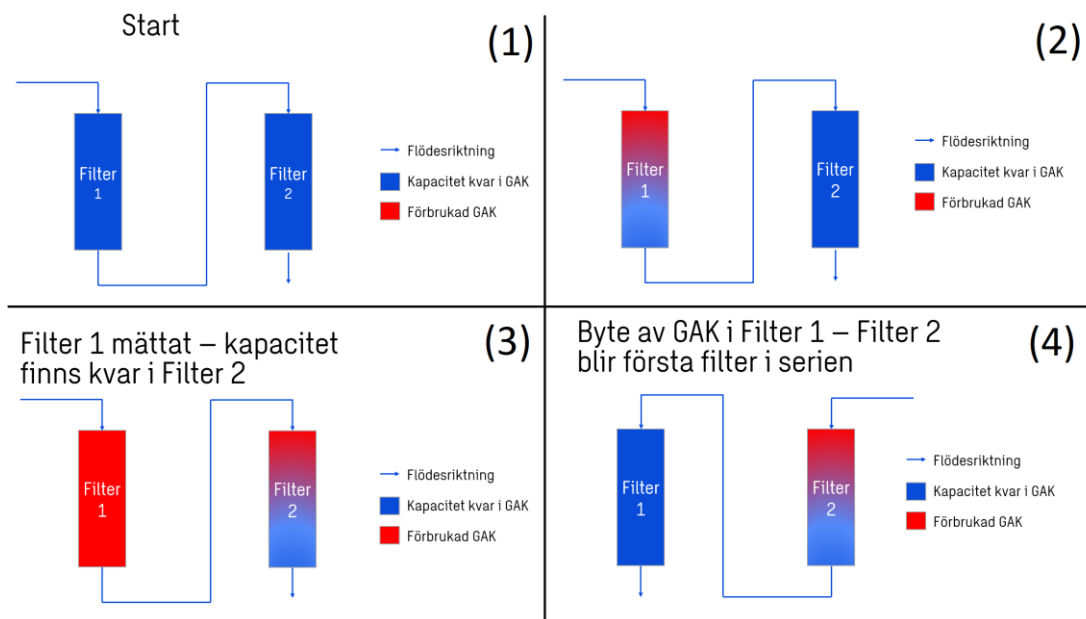 Start
(1)
Filter
1
Filter
2
Flödesriktning
Kapacitet kvar i GAK
Förbrukad GAK
(2)
Filter
1
Filter
2
Flödesriktning
Kapacitet kvar i GAK
Förbrukad GAK
Filter 1 mättat – kapacitet
finns kvar i Filter 2
(3)
Filter
1
Filter
2
Flödesriktning
Kapacitet kvar i GAK
Förbrukad GAK
Byte av GAK i Filter 1 – Filter 2
blir första filter i serien
(4)
Filter
1
Filter
2
Flödesriktning
Kapacitet kvar i GAK
Förbrukad GAK